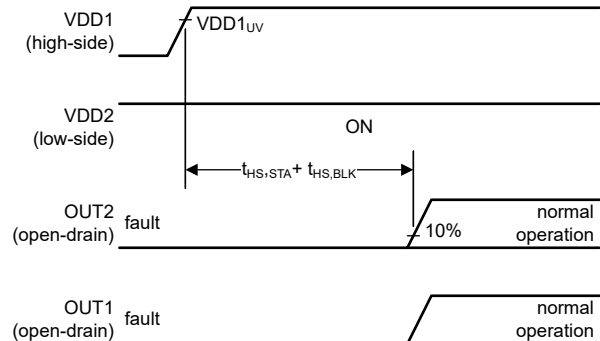 VDD1
(high-side)
VDD1UV
VDD2
(low-side)
ON
tHS,STA+ tHS,BLK
OUT2
(open-drain)
fault
10%
normal
operation
OUT1
(open-drain)
fault
normal
operation